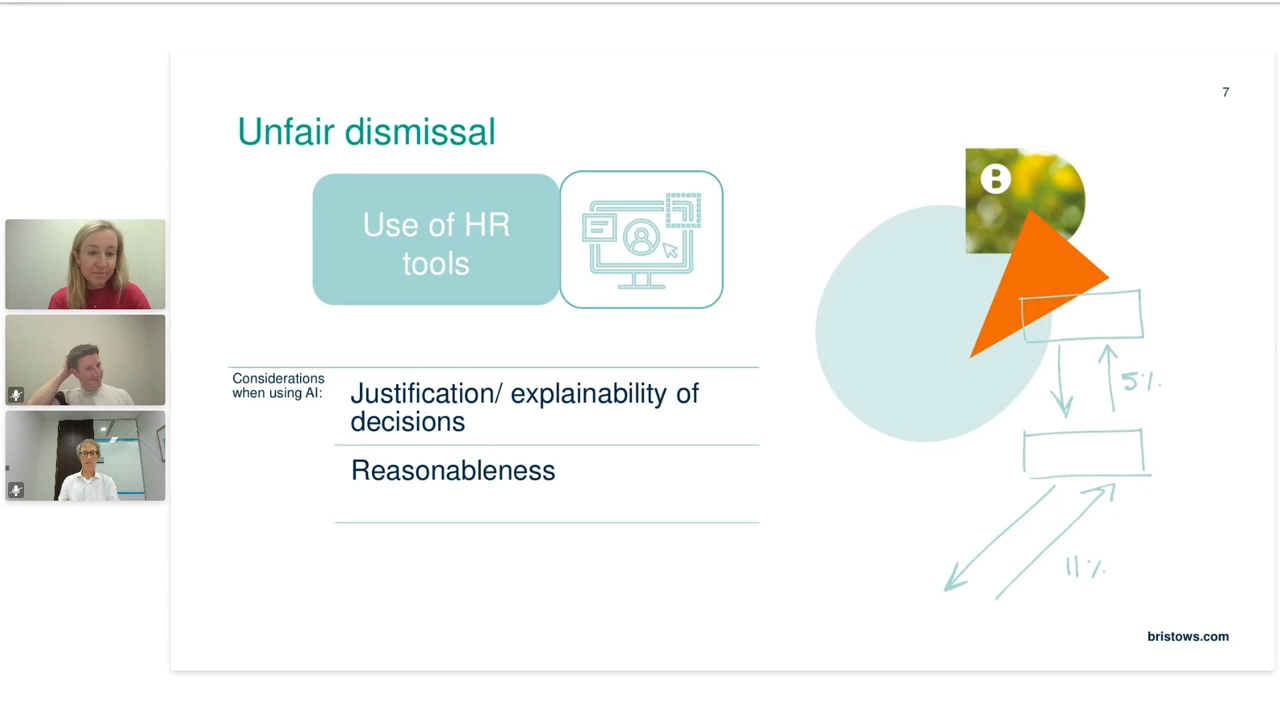 7
Unfair dismissal
Use of HR
tools
Considerations
when using AI:
Justification/ explainability of
decisions
Reasonableness
B
5%
11%
bristows.com